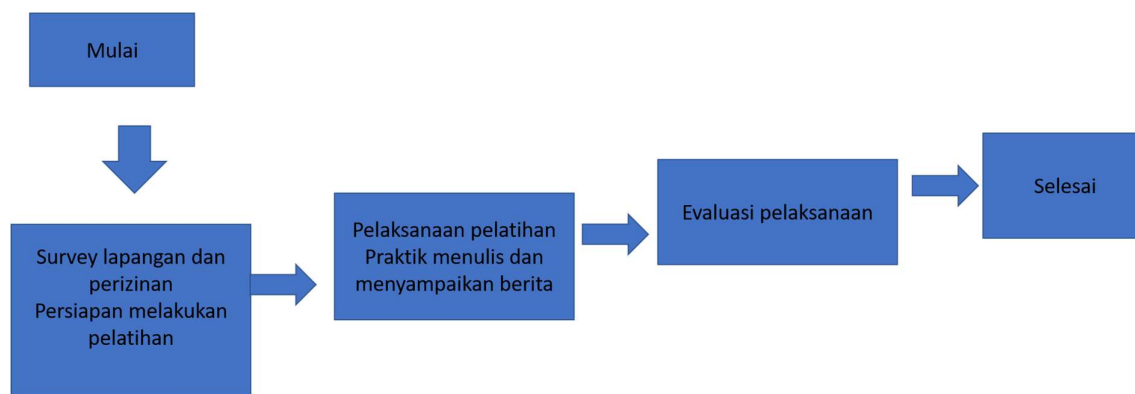 Mulai
Survey lapangan dan
perizinan
Persiapan melakukan
pelatihan
Pelaksanaan pelatihan
Praktik menulis dan
menyampaikan berita
Evaluasi pelaksanaan
Selesai